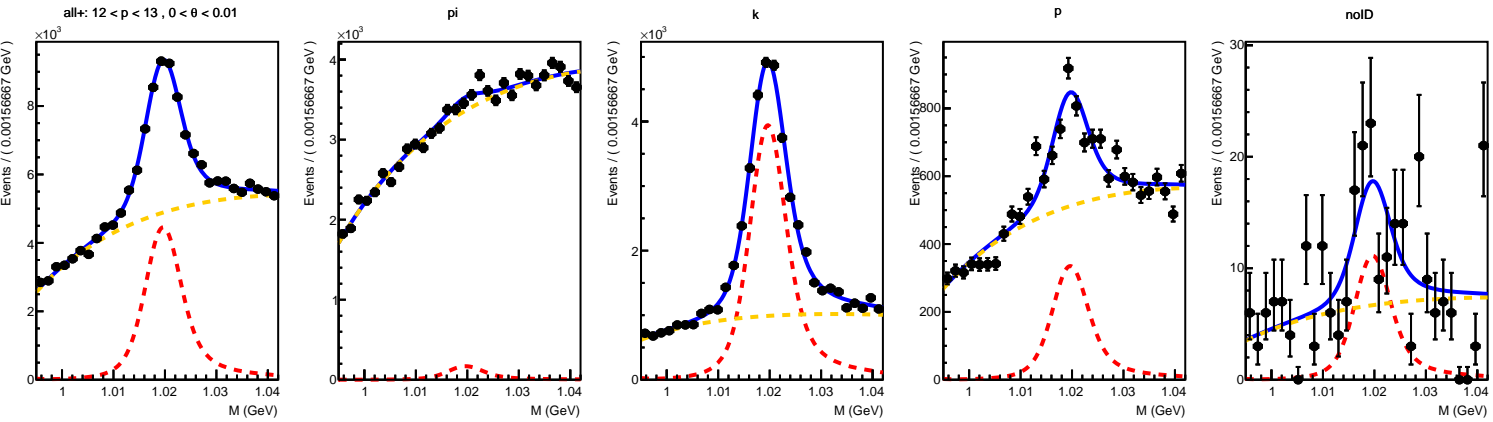 all+: 12 < p < 13 , 0 < θ < 0.01
×10³
Events / ( 0.00156667 GeV )
8
6
4
2
0
1 1.01 1.02 1.03 1.04
M (GeV)
pi
×10³
Events / ( 0.00156667 GeV )
4
3
2
1
0
1 1.01 1.02 1.03 1.04
M (GeV)
k
×10³
Events / ( 0.00156667 GeV )
4
2
0
1 1.01 1.02 1.03 1.04
M (GeV)
p
Events / ( 0.00156667 GeV )
800
600
400
200
0
1 1.01 1.02 1.03 1.04
M (GeV)
noID
Events / ( 0.00156667 GeV )
30
20
10
0
1 1.01 1.02 1.03 1.04
M (GeV)